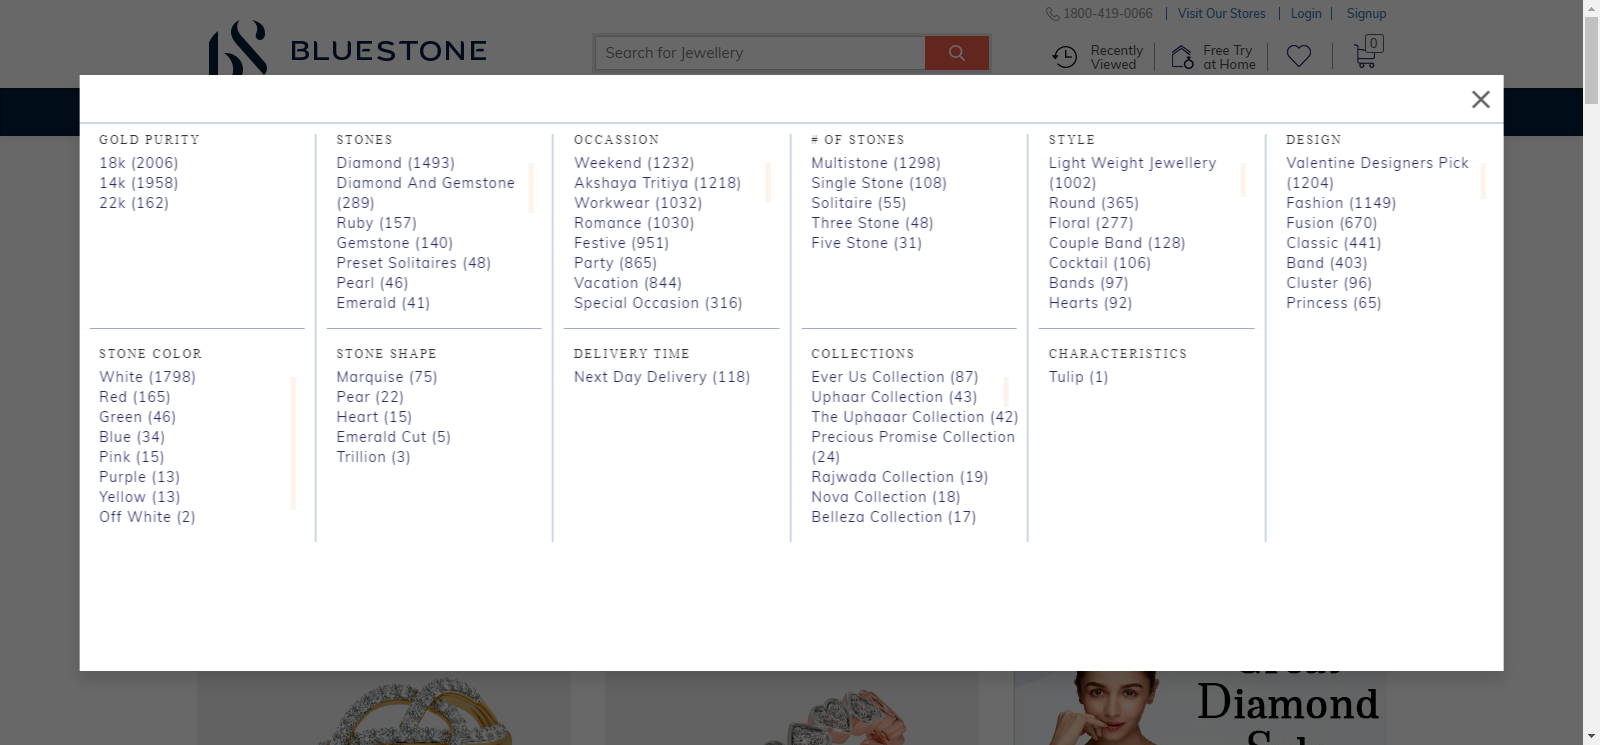 1800-419-0066 | Visit Our Stores | Login | Signup
BLUESTONE
Search for Jewellery
Recently Viewed
Free Try at Home
0
GOLD PURITY
18k (2006)
14k (1958)
22k (162)
STONES
Diamond (1493)
Diamond And Gemstone
(289)
Ruby (157)
Gemstone (140)
Preset Solitaires (48)
Pearl (46)
Emerald (41)
OCCASSION
Weekend (1232)
Akshaya Tritiya (1218)
Workwear (1032)
Romance (1030)
Festive (951)
Party (865)
Vacation (844)
Special Occasion (316)
# OF STONES
Multistone (1298)
Single Stone (108)
Solitaire (55)
Three Stone (48)
Five Stone (31)
STYLE
Light Weight Jewellery
(1002)
Round (365)
Floral (277)
Couple Band (128)
Cocktail (106)
Bands (97)
Hearts (92)
DESIGN
Valentine Designers Pick
(1204)
Fashion (1149)
Fusion (670)
Classic (441)
Band (403)
Cluster (96)
Princess (65)
STONE COLOR
White (1798)
Red (165)
Green (46)
Blue (34)
Pink (15)
Purple (13)
Yellow (13)
Off White (2)
STONE SHAPE
Marquise (75)
Pear (22)
Heart (15)
Emerald Cut (5)
Trillion (3)
DELIVERY TIME
Next Day Delivery (118)
COLLECTIONS
Ever Us Collection (87)
Uphaar Collection (43)
The Uphaaar Collection (42)
Precious Promise Collection
(24)
Rajwada Collection (19)
Nova Collection (18)
Belleza Collection (17)
CHARACTERISTICS
Tulip (1)
Diamond